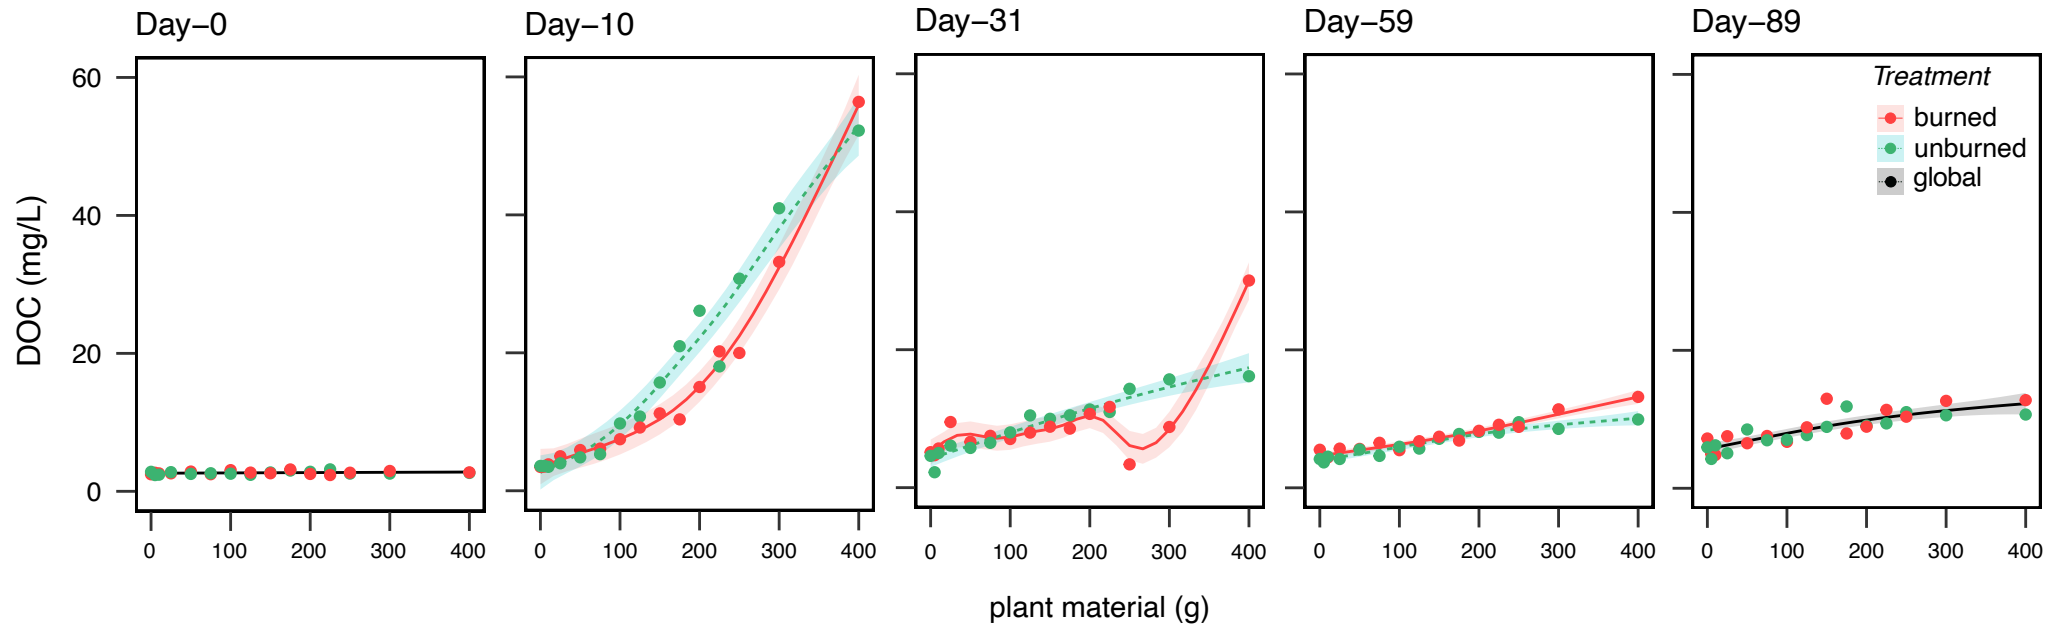 Day−0
Day−10
Day−31
Day−59
Day−89
DOC (mg/L)
60
40
20
0
Treatment
burned
unburned
global
0 100 200 300 400
0 100 200 300 400
0 100 200 300 400
0 100 200 300 400
0 100 200 300 400
plant material (g)